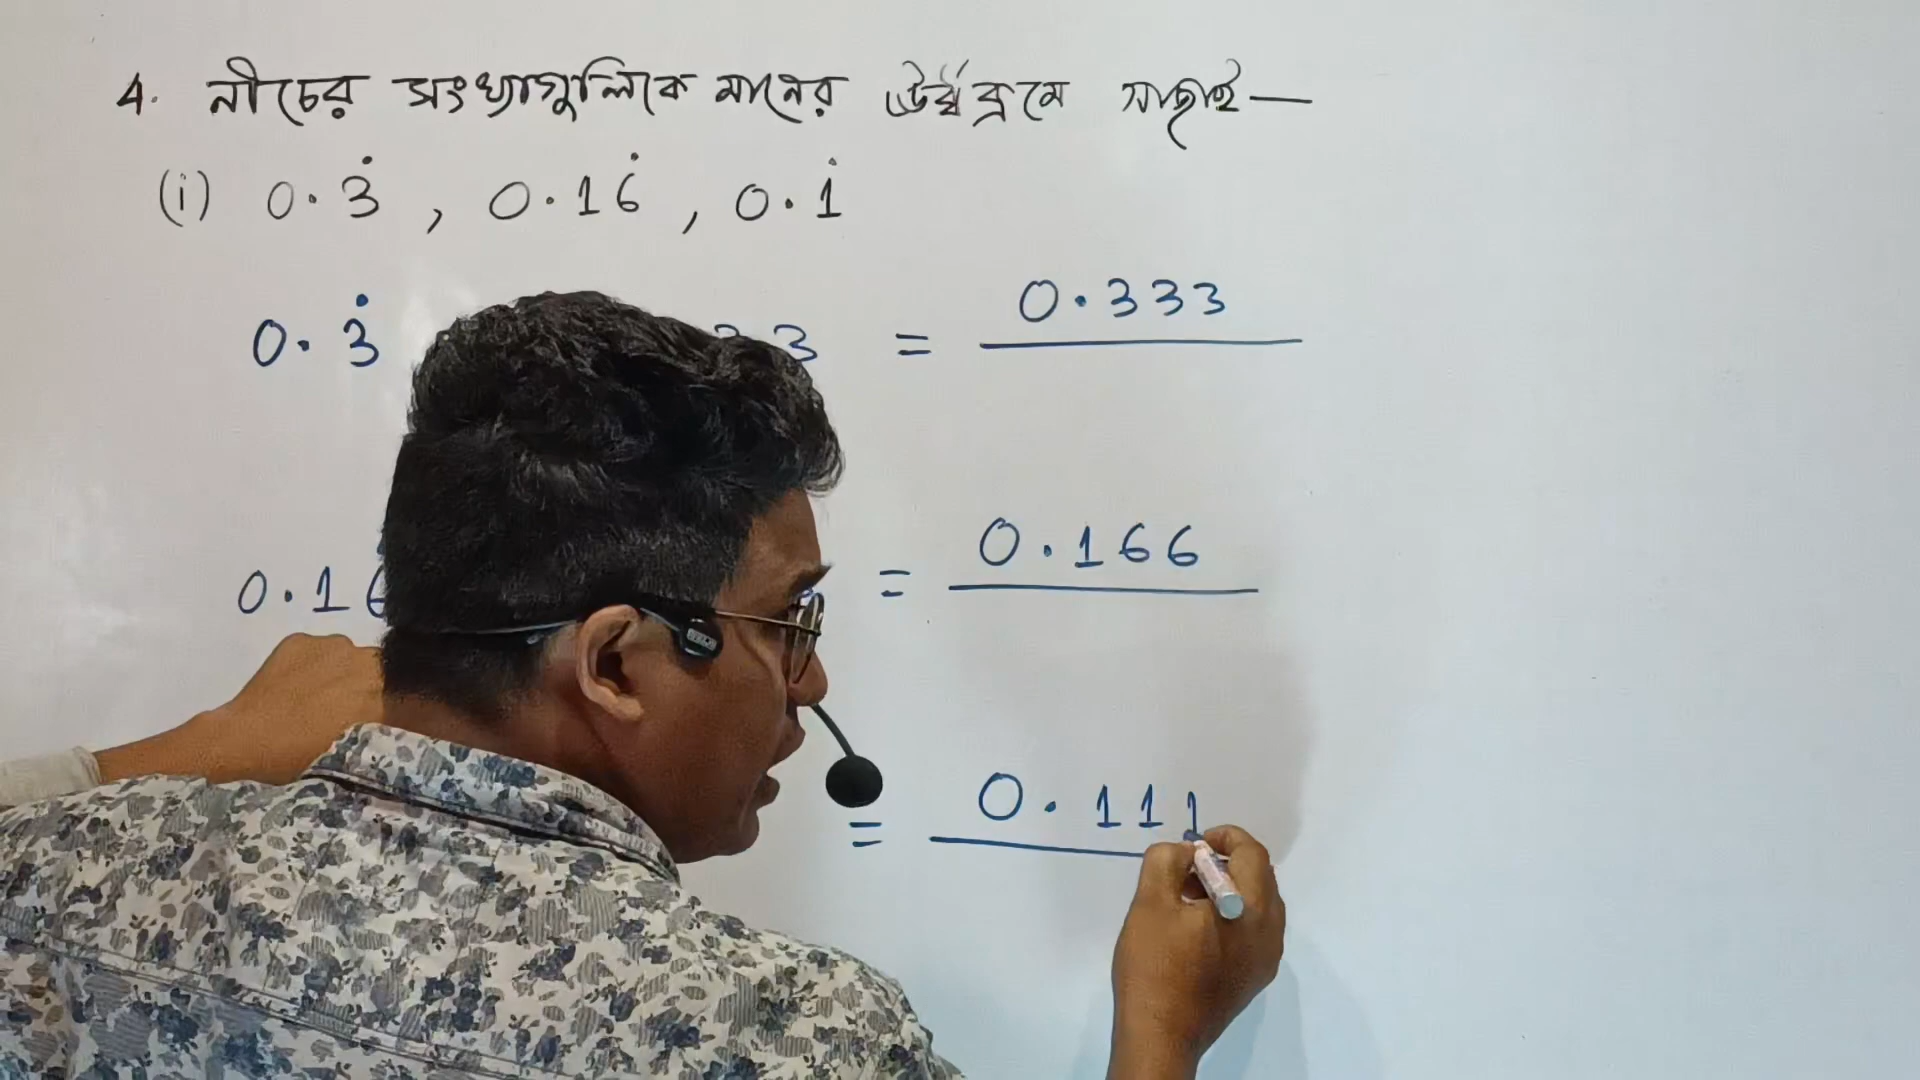 4. নীচের সংখ্যাগুলিকে মানের ঊর্ধ্বক্রমে সাজাই—
(i) 0.3̇ , 0.16̇ , 0.1̇
0.3̇ 3 = 0.333
0.16 = 0.166
= 0.111